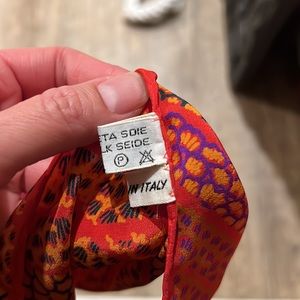 ETA SOIE
LK SEIDE
P
IN ITALY